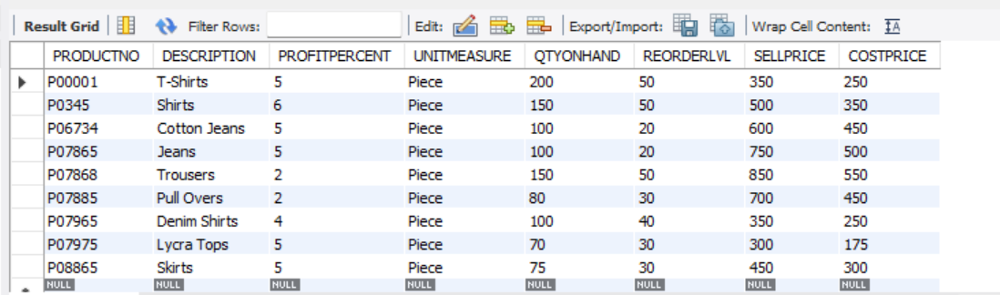 Result Grid Filter Rows: Edit: Export/Import: Wrap Cell Content: IA
PRODUCTNO DESCRIPTION PROFITPERCENT UNITMEASURE QTYONHAND REORDERLVL SELLPRICE COSTPRICE
P00001 T-Shirts 5 Piece 200 50 350 250
P0345 Shirts 6 Piece 150 50 500 350
P06734 Cotton Jeans 5 Piece 100 20 600 450
P07865 Jeans 5 Piece 100 20 750 500
P07868 Trousers 2 Piece 150 50 850 550
P07885 Pull Overs 2 Piece 80 30 700 450
P07965 Denim Shirts 4 Piece 100 40 350 250
P07975 Lycra Tops 5 Piece 70 30 300 175
P08865 Skirts 5 Piece 75 30 450 300
NULL NULL NULL NULL NULL NULL NULL NULL